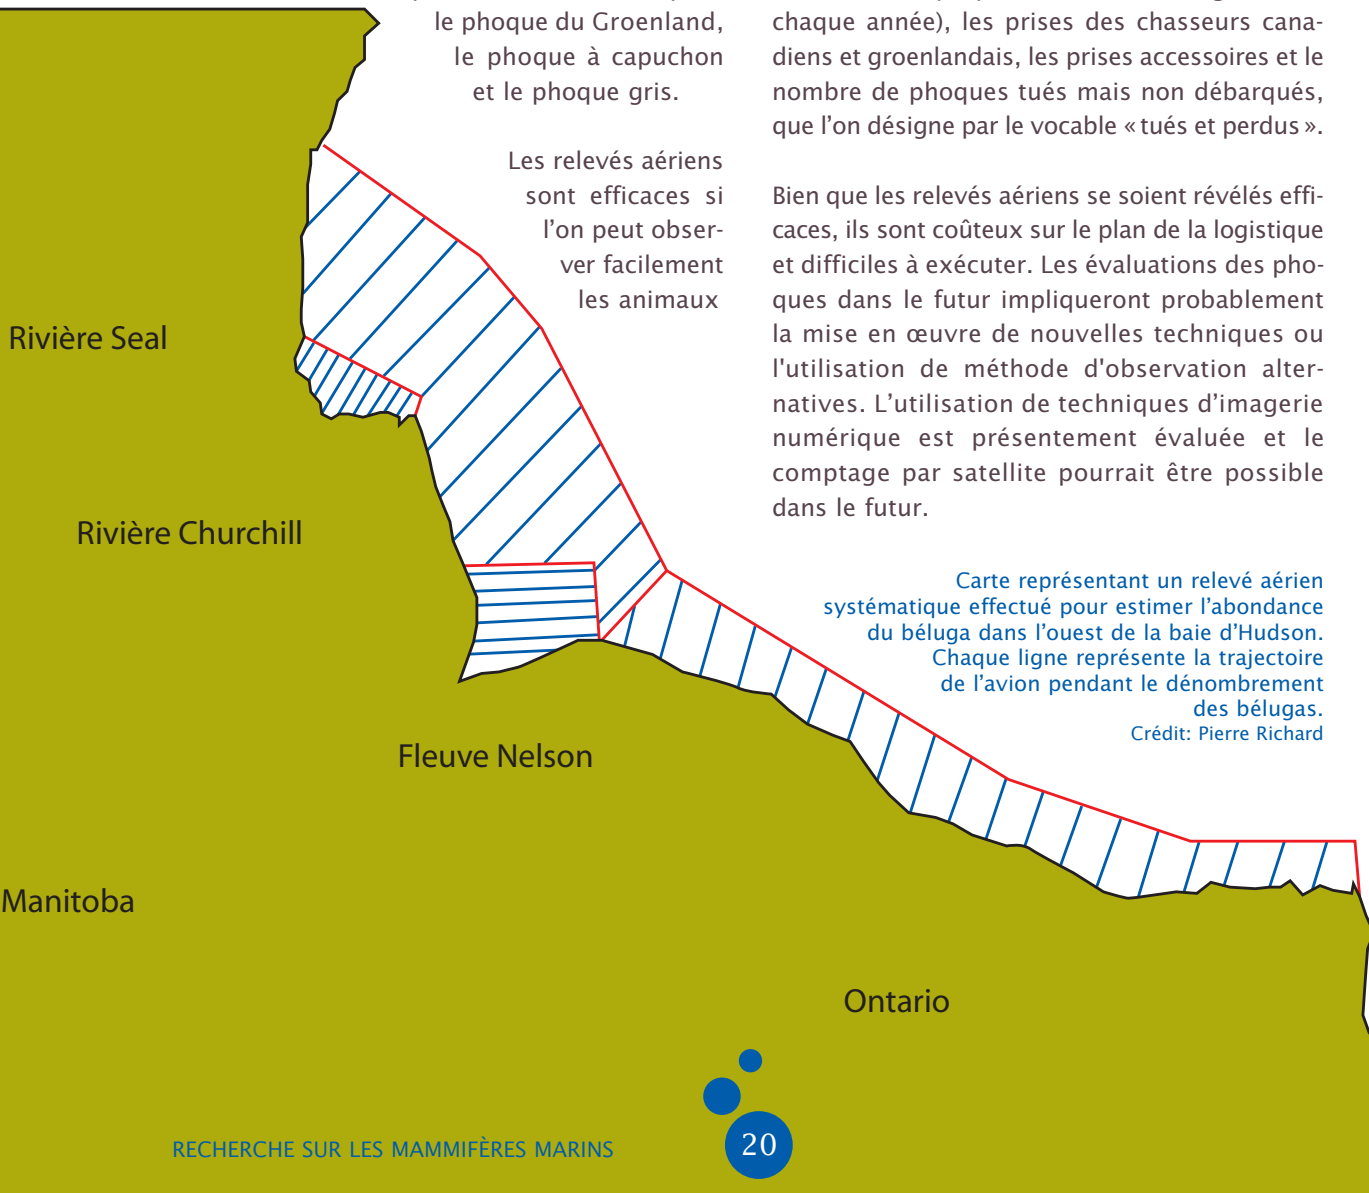 le phoque du Groenland,
le phoque à capuchon
et le phoque gris.
Les relevés aériens
sont efficaces si
l’on peut obser-
ver facilement
les animaux
chaque année), les prises des chasseurs cana-
diens et groenlandais, les prises accessoires et le
nombre de phoques tués mais non débarqués,
que l’on désigne par le vocable « tués et perdus ».
Bien que les relevés aériens se soient révélés effi-
caces, ils sont coûteux sur le plan de la logistique
et difficiles à exécuter. Les évaluations des pho-
ques dans le futur impliqueront probablement
la mise en œuvre de nouvelles techniques ou
l'utilisation de méthode d'observation alter-
natives. L’utilisation de techniques d’imagerie
numérique est présentement évaluée et le
comptage par satellite pourrait être possible
dans le futur.
Carte représentant un relevé aérien
systématique effectué pour estimer l’abondance
du béluga dans l’ouest de la baie d’Hudson.
Chaque ligne représente la trajectoire
de l’avion pendant le dénombrement
des bélugas.
Crédit: Pierre Richard
Rivière Seal
Rivière Churchill
Fleuve Nelson
Manitoba
Ontario
RECHERCHE SUR LES MAMMIFÈRES MARINS
20